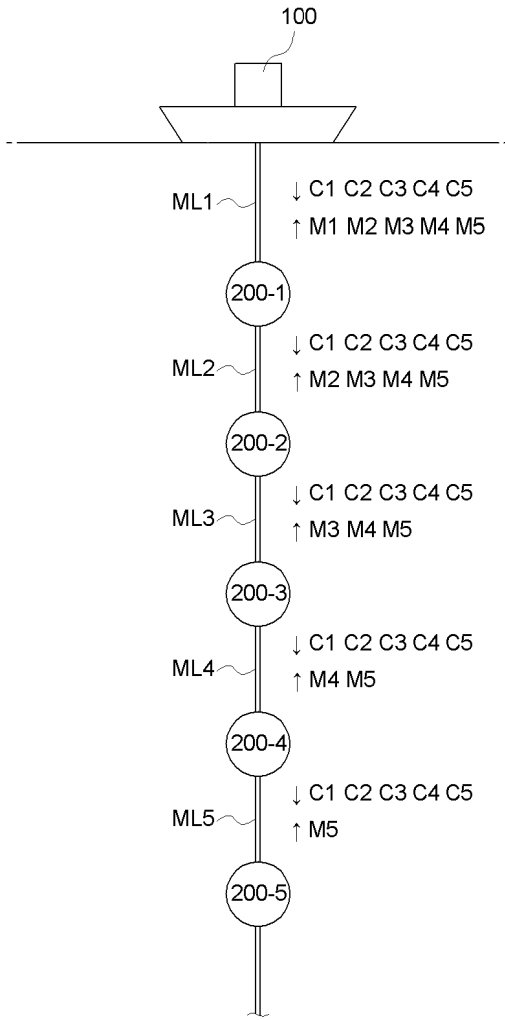 100
↓ C1 C2 C3 C4 C5
ML1
↑ M1 M2 M3 M4 M5
200-1
↓ C1 C2 C3 C4 C5
ML2
↑ M2 M3 M4 M5
200-2
↓ C1 C2 C3 C4 C5
ML3
↑ M3 M4 M5
200-3
↓ C1 C2 C3 C4 C5
ML4
↑ M4 M5
200-4
↓ C1 C2 C3 C4 C5
ML5
↑ M5
200-5